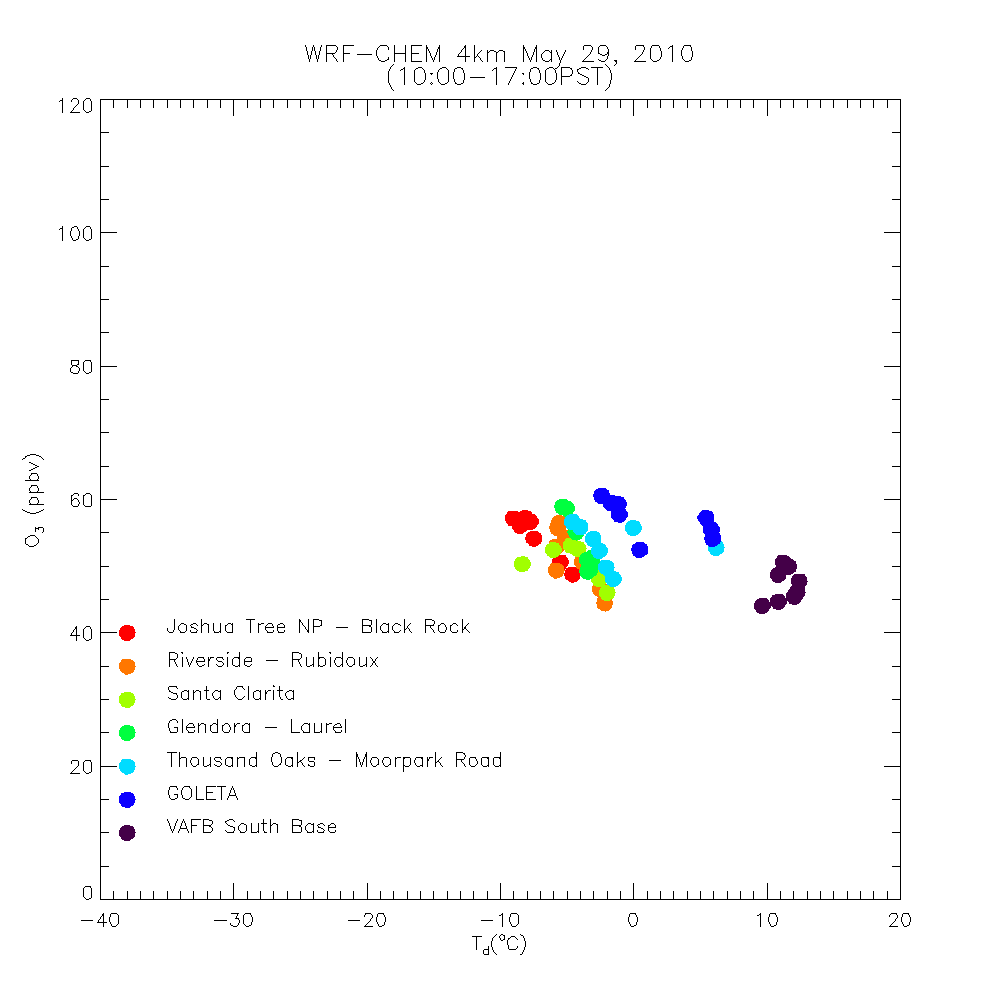 WRF-CHEM 4km May 29, 2010
(10:00-17:00PST)
120
100
80
60
40
20
0
O3 (ppbv)
Joshua Tree NP - Black Rock
Riverside - Rubidoux
Santa Clarita
Glendora - Laurel
Thousand Oaks - Moorpark Road
GOLETA
VAFB South Base
-40 -30 -20 -10 0 10 20
Td(°C)